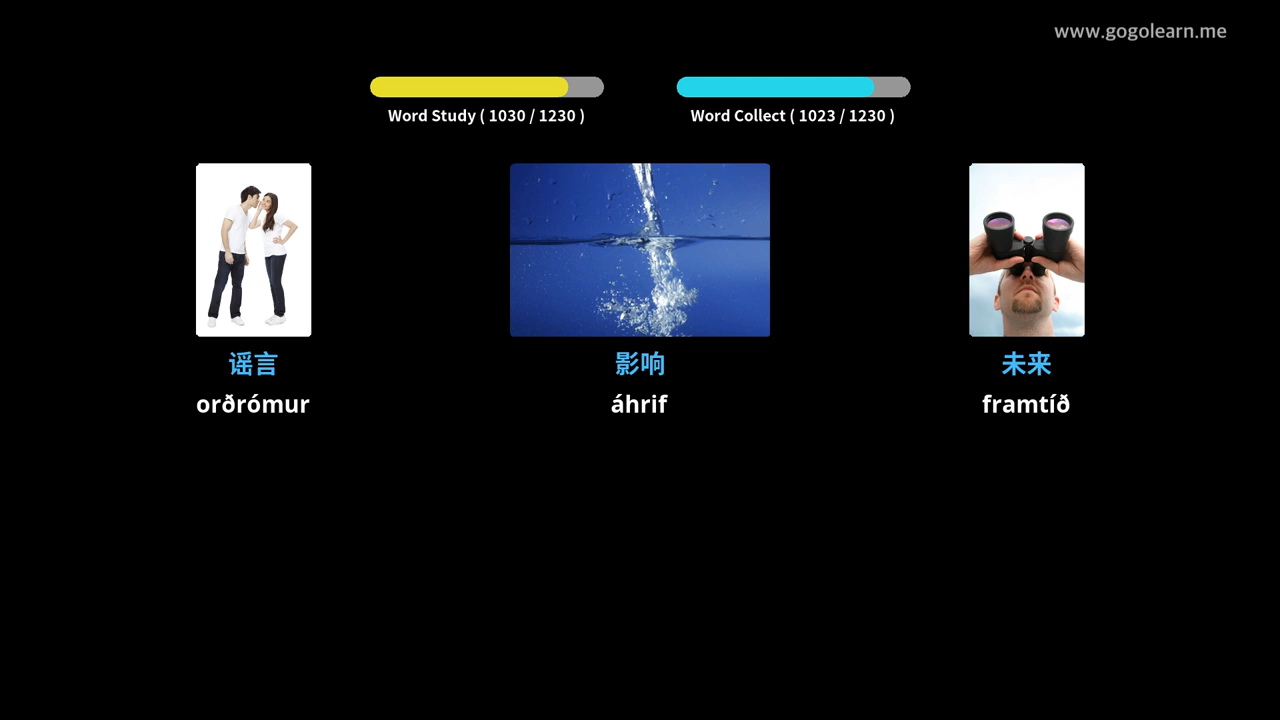 www.gogolearn.me
Word Study ( 1030 / 1230 )
Word Collect ( 1023 / 1230 )
谣言
影响
未来
orðrómur
áhrif
framtíð